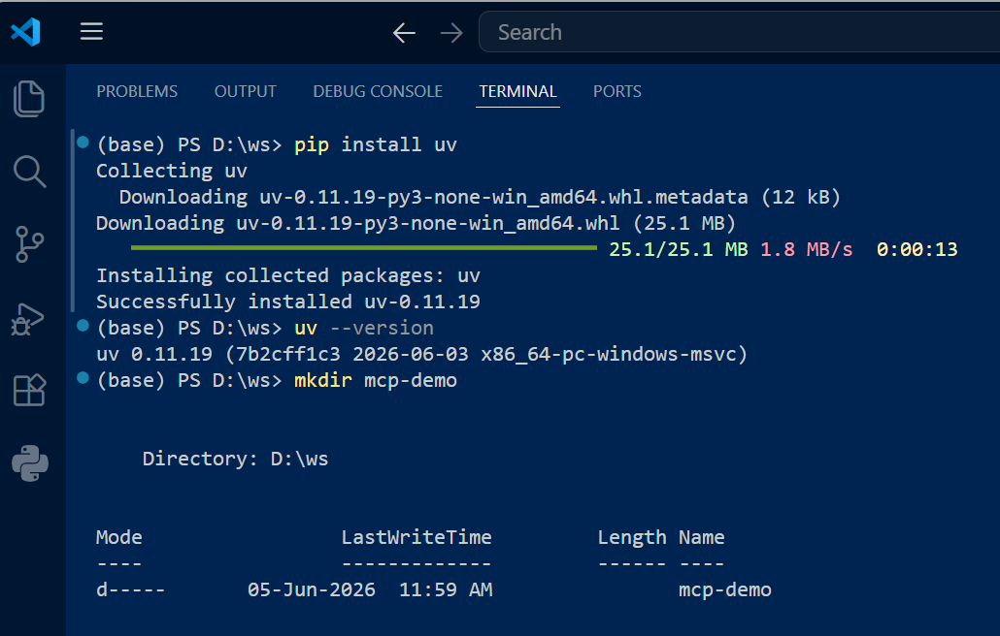 Search
PROBLEMS OUTPUT DEBUG CONSOLE TERMINAL PORTS
(base) PS D:\ws> pip install uv
Collecting uv
  Downloading uv-0.11.19-py3-none-win_amd64.whl.metadata (12 kB)
Downloading uv-0.11.19-py3-none-win_amd64.whl (25.1 MB)
25.1/25.1 MB 1.8 MB/s 0:00:13
Installing collected packages: uv
Successfully installed uv-0.11.19
(base) PS D:\ws> uv --version
uv 0.11.19 (7b2cff1c3 2026-06-03 x86_64-pc-windows-msvc)
(base) PS D:\ws> mkdir mcp-demo
Directory: D:\ws
Mode LastWriteTime Length Name
---- ------------- ------ ----
d----- 05-Jun-2026 11:59 AM mcp-demo